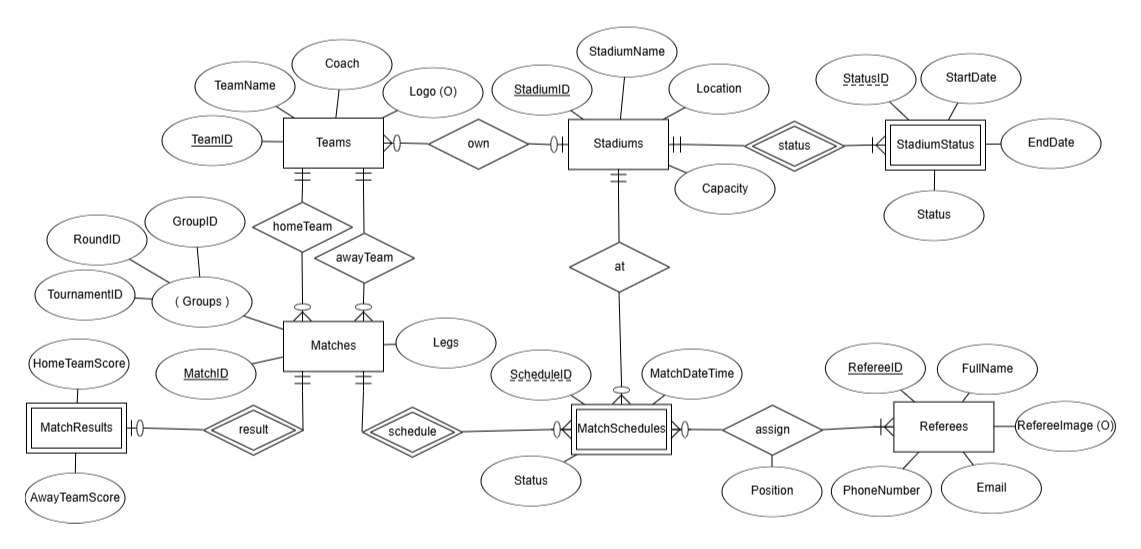 StadiumName
Coach
TeamName
Logo (O)
StadiumID
Location
StatusID
StartDate
TeamID
Teams
own
Stadiums
status
StadiumStatus
EndDate
Capacity
Status
GroupID
RoundID
homeTeam
awayTeam
at
TournamentID
( Groups )
Matches
Legs
HomeTeamScore
MatchID
ScheduleID
MatchDateTime
RefereeID
FullName
MatchResults
result
schedule
MatchSchedules
assign
Referees
RefereeImage (O)
Status
Position
PhoneNumber
Email
AwayTeamScore